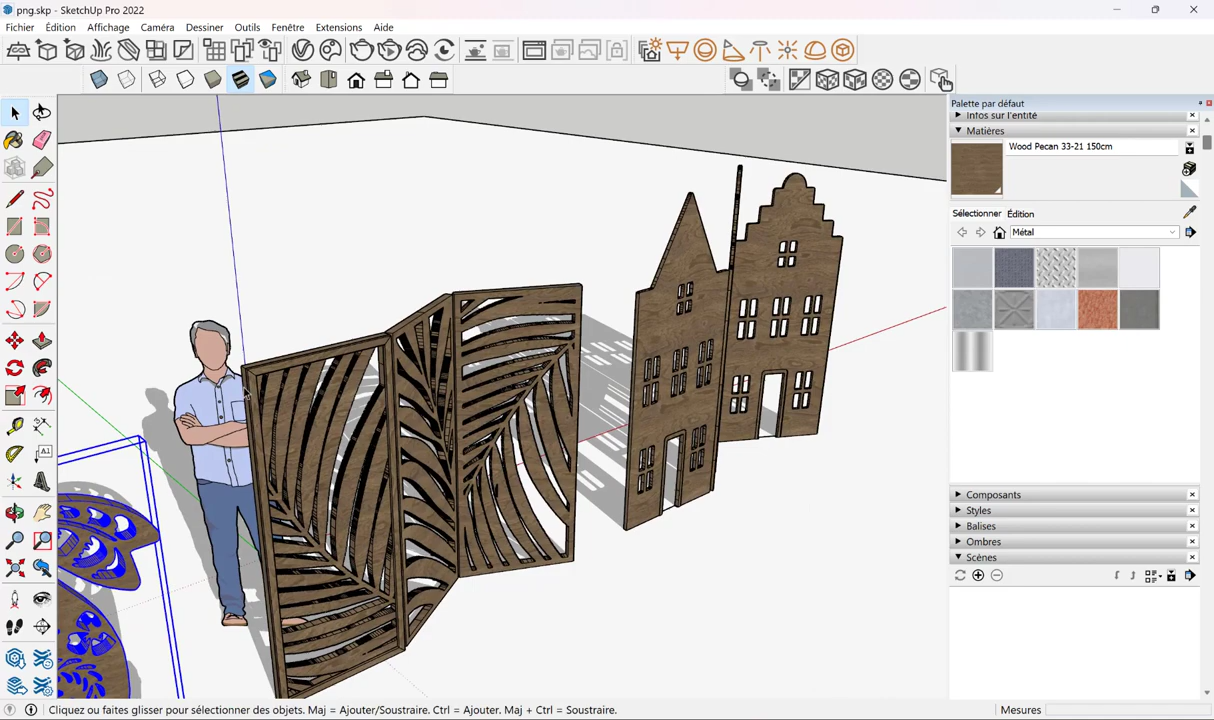 png.skp - SketchUp Pro 2022
Fichier Édition Affichage Caméra Dessiner Outils Fenêtre Extensions Aide
Palette par défaut
Infos sur l'entité
Matières
Wood Pecan 33-21 150cm
Sélectionner Édition
Métal
Composants
Styles
Balises
Ombres
Scènes
A1
Cliquez ou faites glisser pour sélectionner des objets. Maj = Ajouter/Soustraire. Ctrl = Ajouter. Maj + Ctrl = Soustraire.
Mesures